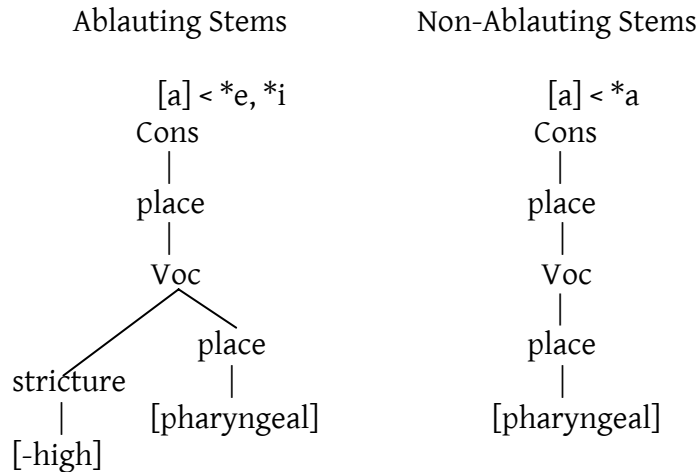 Ablauting Stems Non-Ablauting Stems
[a] < *e, *i [a] < *a
Cons Cons
place place
Voc Voc
place place
stricture
[pharyngeal] [pharyngeal]
[-high]